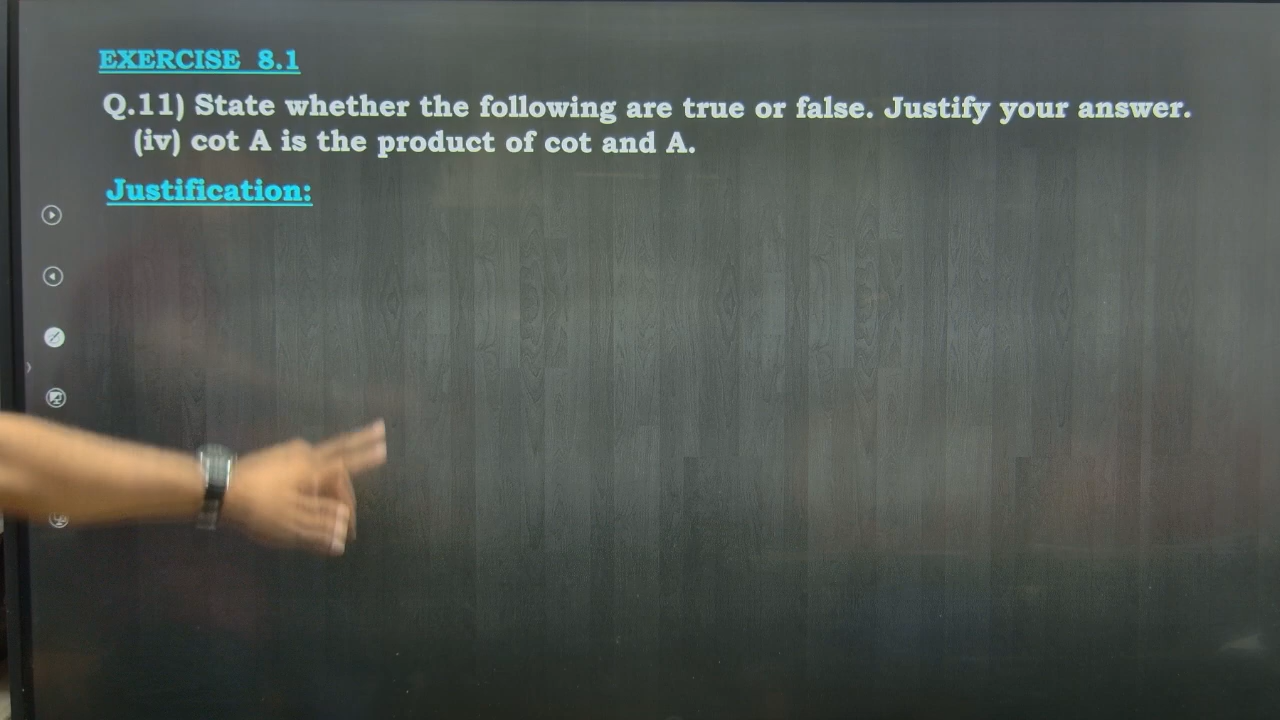 EXERCISE 8.1
Q.11) State whether the following are true or false. Justify your answer.
(iv) cot A is the product of cot and A.
Justification: